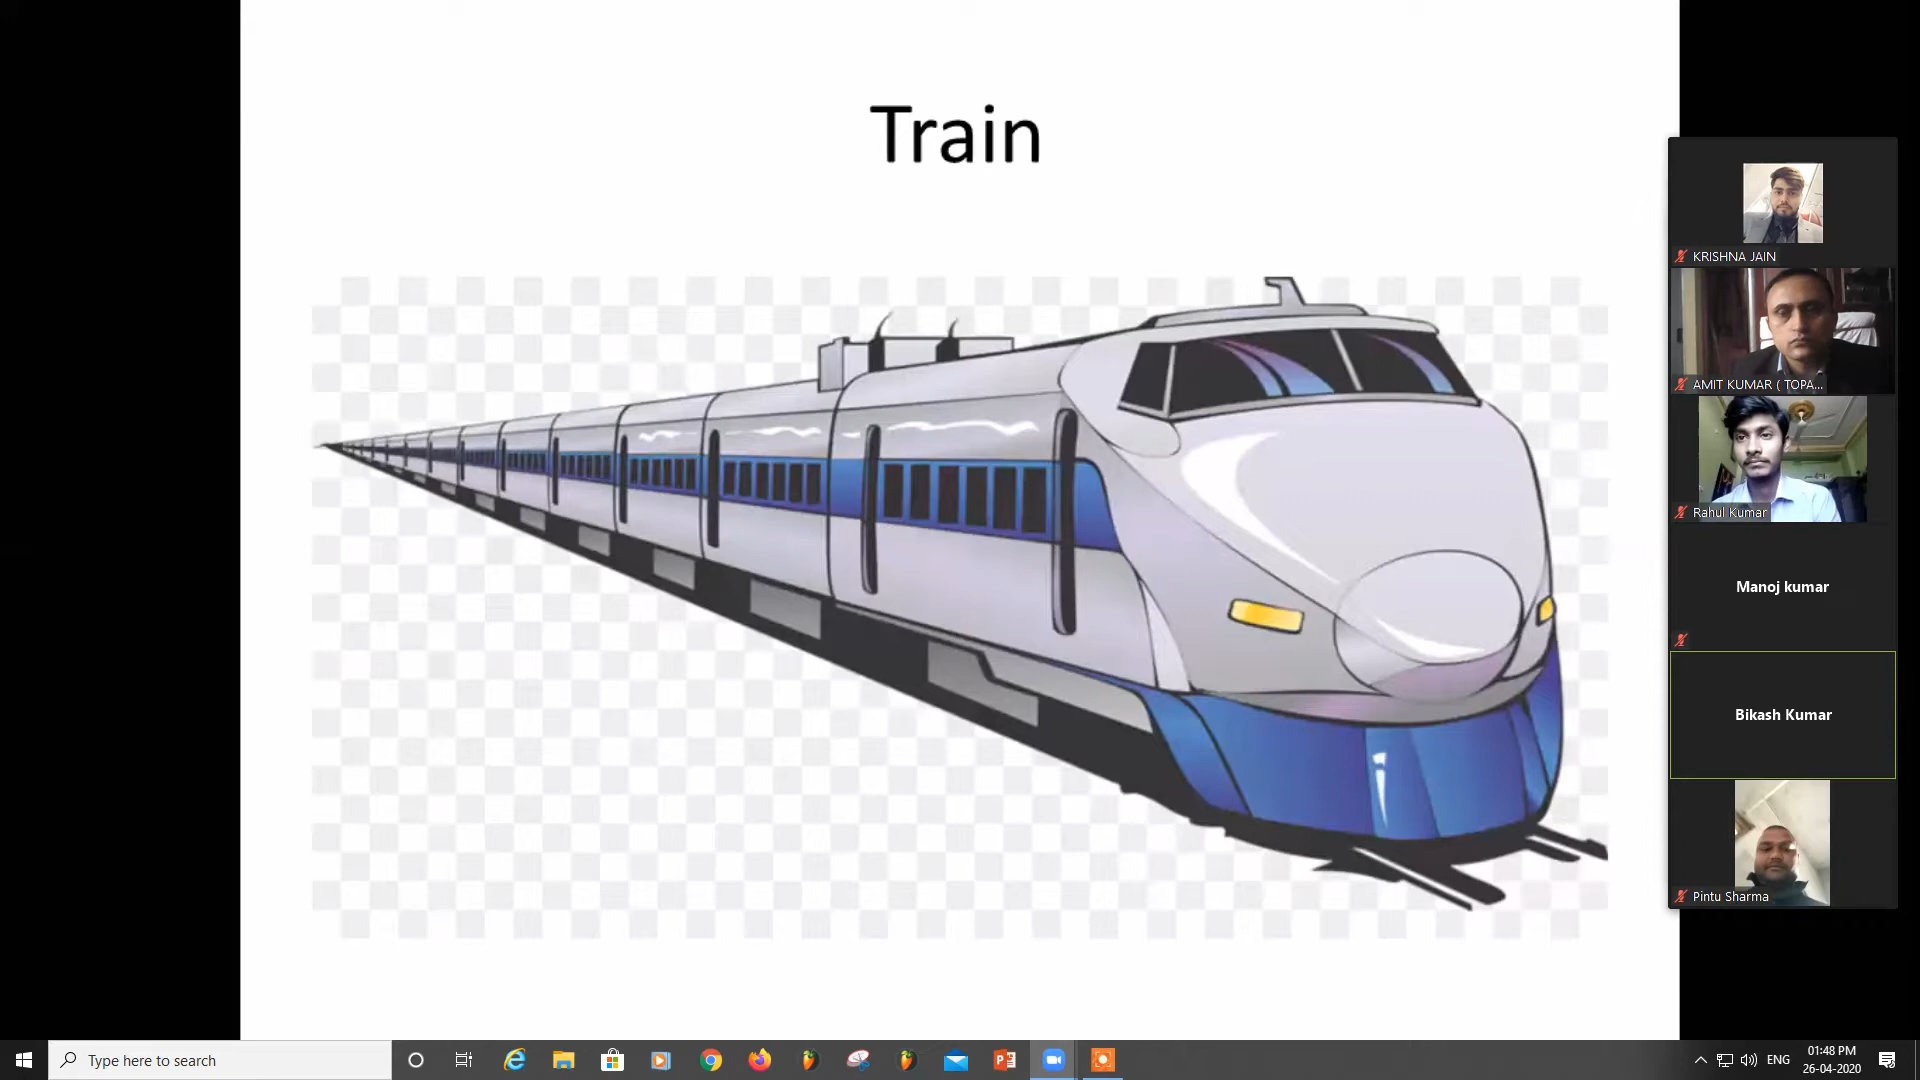 Train
KRISHNA JAIN
AMIT KUMAR ( TOPA...
Rahul Kumar
Manoj kumar
Bikash Kumar
Pintu Sharma
Type here to search
ENG
01:48 PM
26-04-2020